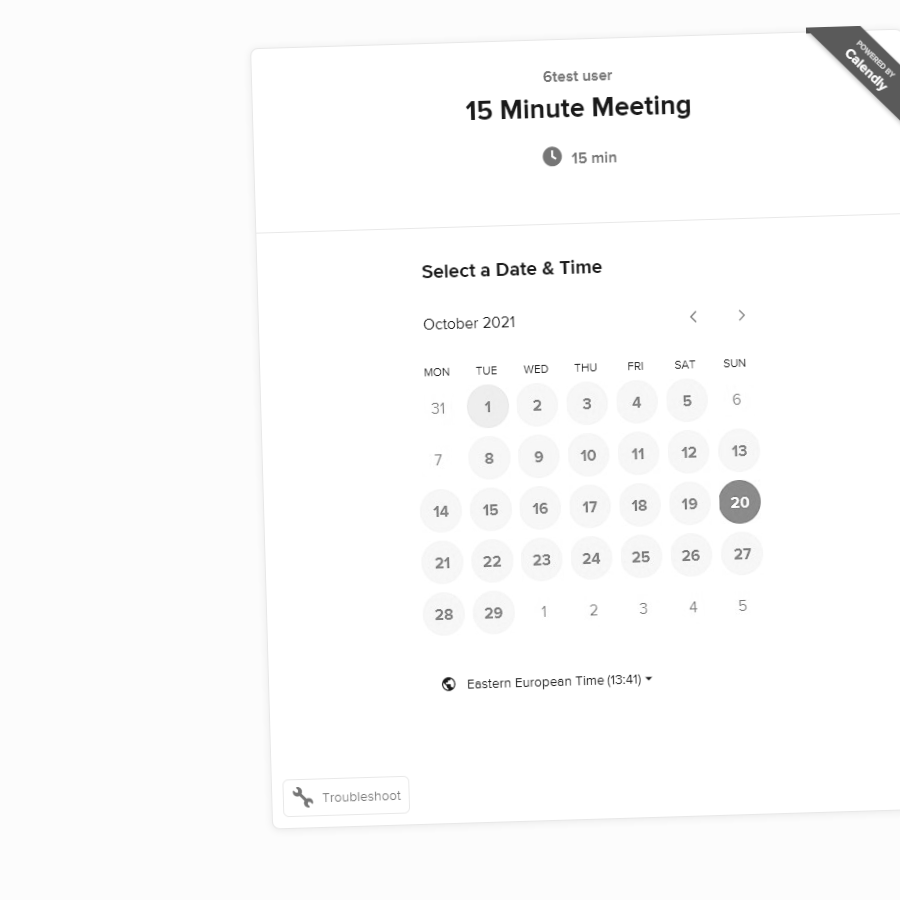 POWERED BY
Calendly
6test user
15 Minute Meeting
15 min
Select a Date & Time
October 2021
MON TUE WED THU FRI SAT SUN
31 1 2 3 4 5 6
7 8 9 10 11 12 13
14 15 16 17 18 19 20
21 22 23 24 25 26 27
28 29 1 2 3 4 5
Eastern European Time (13:41)
Troubleshoot